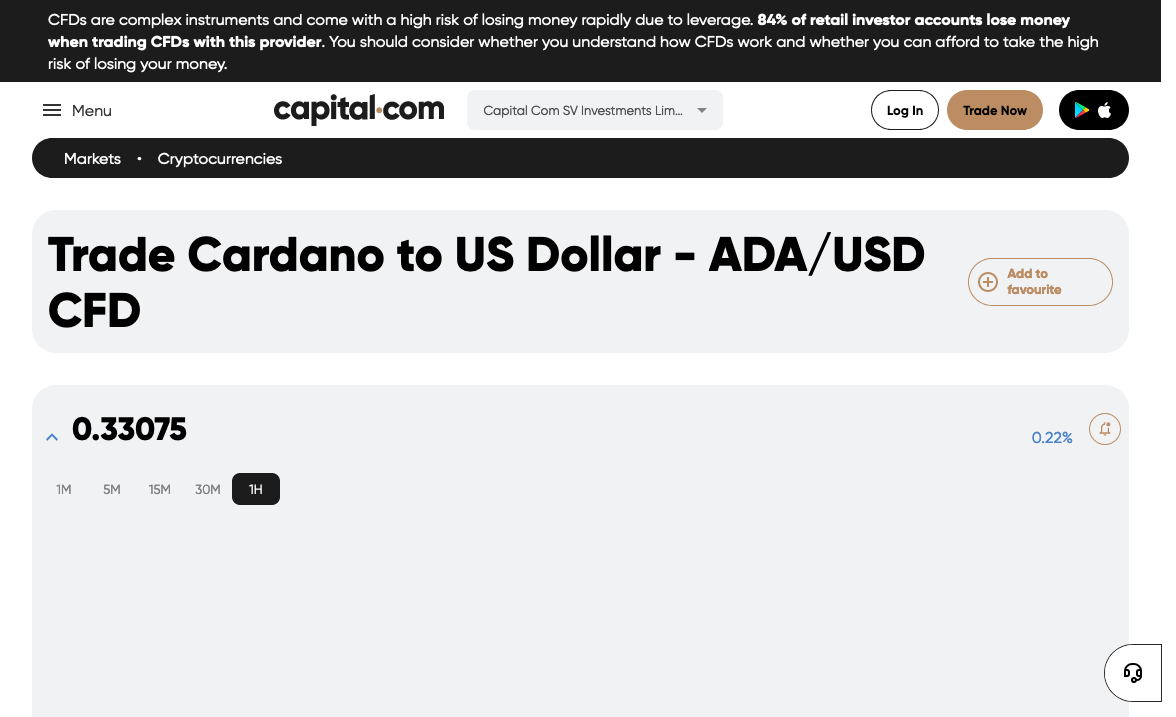 CFDs are complex instruments and come with a high risk of losing money rapidly due to leverage. 84% of retail investor accounts lose money
when trading CFDs with this provider. You should consider whether you understand how CFDs work and whether you can afford to take the high
risk of losing your money.
Menu
capital.com
Capital Com SV Investments Lim...
Log In
Trade Now
Markets • Cryptocurrencies
Trade Cardano to US Dollar - ADA/USD
CFD
Add to
favourite
0.33075
0.22%
1M 5M 15M 30M 1H